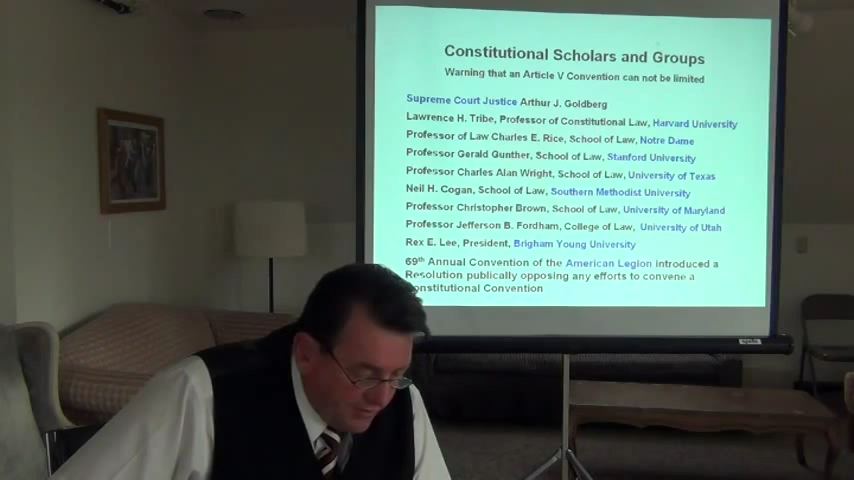 Constitutional Scholars and Groups
Warning that an Article V Convention can not be limited
Supreme Court Justice Arthur J. Goldberg
Lawrence H. Tribe, Professor of Constitutional Law, Harvard University
Professor of Law Charles E. Rice, School of Law, Notre Dame
Professor Gerald Gunther, School of Law, Stanford University
Professor Charles Alan Wright, School of Law, University of Texas
Neil H. Cogan, School of Law, Southern Methodist University
Professor Christopher Brown, School of Law, University of Maryland
Professor Jefferson B. Fordham, College of Law, University of Utah
Rex E. Lee, President, Brigham Young University
69th Annual Convention of the American Legion introduced a
Resolution publically opposing any efforts to convene a
onstitutional Convention